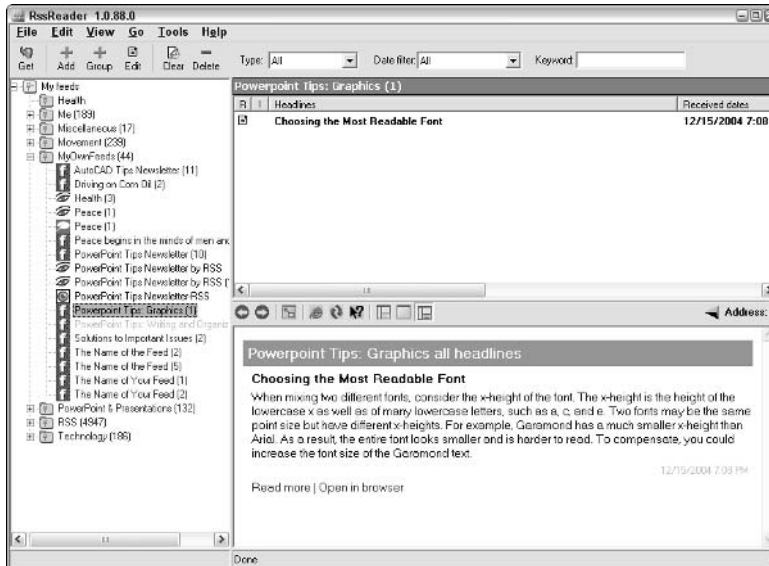 RssReader 1.0.88.0
File Edit View Go Tools Help
Get Add Group Edit Clear Delete Type: All Date filter: All Keyword:
My feeds
Health
Me (189)
Miscellaneous (17)
Movement (239)
MyOwnFeeds (44)
AutoCAD Tips Newsletter (11)
Driving on Corn Oil (2)
Health (3)
Peace (1)
Peace (1)
Peace begins in the minds of men and
PowerPoint Tips Newsletter (10)
PowerPoint Tips Newsletter by RSS
PowerPoint Tips Newsletter by RSS (
PowerPoint Tips Newsletter-RSS
Powerpoint Tips: Graphics (1)
PowerPoint Tips: Writing and Organiz
Solutions to Important Issues (2)
The Name of the Feed (2)
The Name of the Feed (5)
The Name of Your Feed (1)
The Name of Your Feed (2)
PowerPoint & Presentations (132)
RSS (4947)
Technology (186)
Powerpoint Tips: Graphics (1)
R ! Headlines Received dates
Choosing the Most Readable Font 12/15/2004 7:08
Address:
Powerpoint Tips: Graphics all headlines
Choosing the Most Readable Font
When mixing two different fonts, consider the x-height of the font. The x-height is the height of the
lowercase x as well as of many lowercase letters, such as a, c, and e. Two fonts may be the same
point size but have different x-heights. For example, Garamond has a much smaller x-height than
Arial. As a result, the entire font looks smaller and is harder to read. To compensate, you could
increase the font size of the Garamond text.
12/15/2004 7:08 PM
Read more | Open in browser
Done